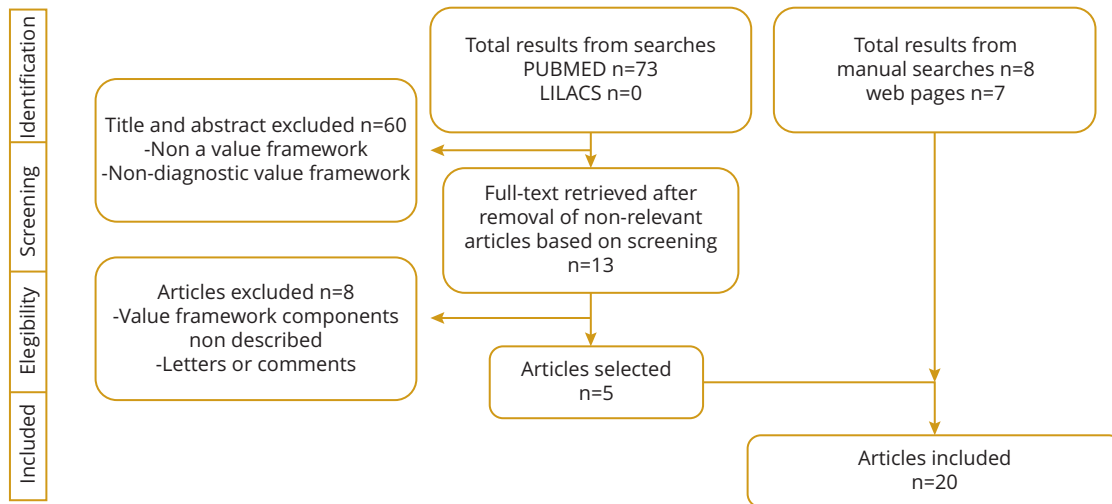 Identification
Screening
Elegibility
Included
Total results from searches
PUBMED n=73
LILACS n=0
Total results from
manual searches n=8
web pages n=7
Title and abstract excluded n=60
-Non a value framework
-Non-diagnostic value framework
Full-text retrieved after
removal of non-relevant
articles based on screening
n=13
Articles excluded n=8
-Value framework components
non described
-Letters or comments
Articles selected
n=5
Articles included
n=20